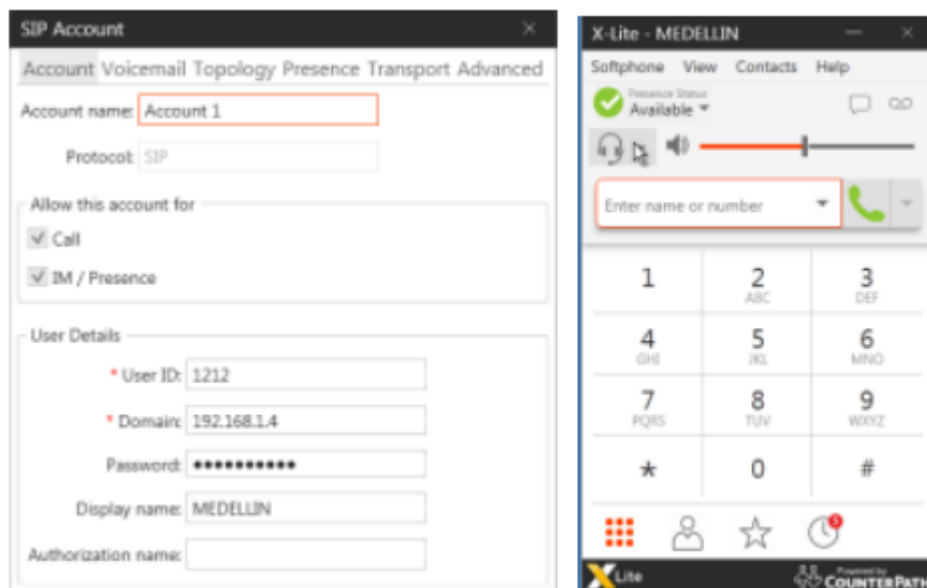 SIP Account
Account Voicemail Topology Presence Transport Advanced
Account name: Account 1
Protocol: SIP
Allow this account for
Call
IM / Presence
User Details
* User ID: 1212
* Domain: 192.168.1.4
Password: ●●●●●●●●●●
Display name: MEDELLIN
Authorization name:
X-Lite - MEDELLIN
Softphone View Contacts Help
Presence Status
Available
Enter name or number
1 2 3
ABC DEF
4 5 6
GHI JKL MNO
7 8 9
PQRS TUV WXYZ
* 0 #
5
X Lite
Powered by
COUNTERPATH